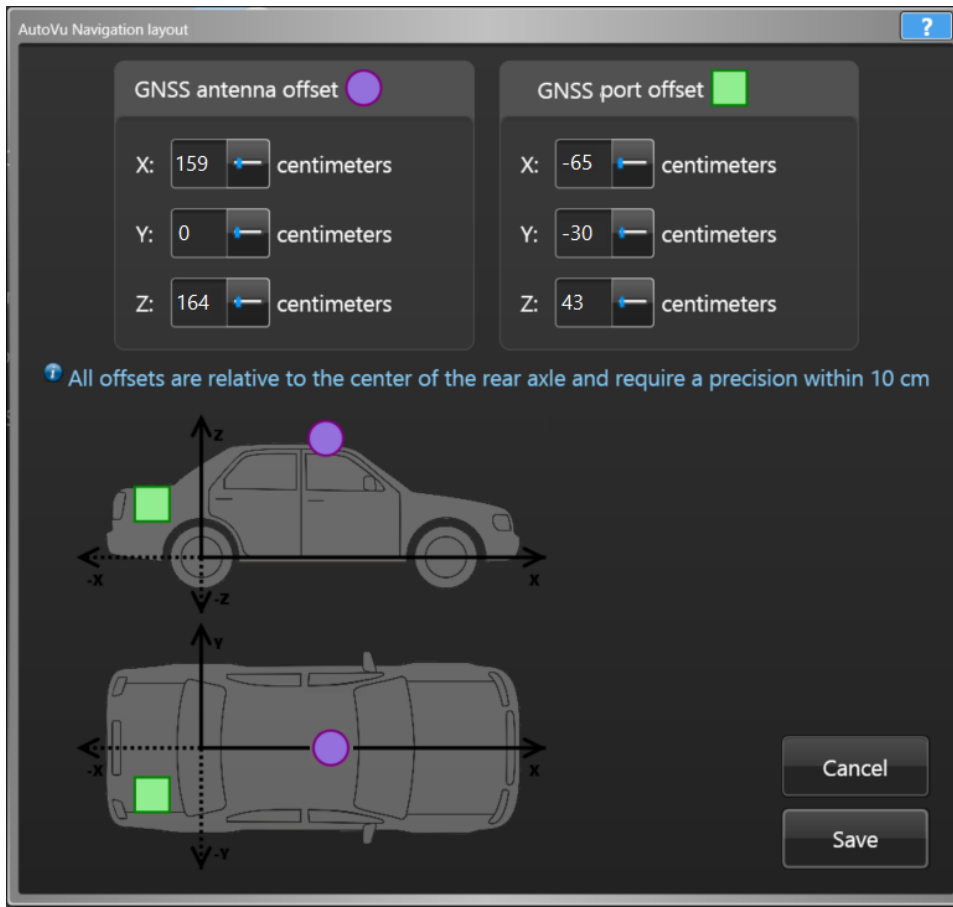 AutoVu Navigation layout
?
GNSS antenna offset
X: 159 centimeters
Y: 0 centimeters
Z: 164 centimeters
GNSS port offset
X: -65 centimeters
Y: -30 centimeters
Z: 43 centimeters
i All offsets are relative to the center of the rear axle and require a precision within 10 cm
Z
-X
X
-Z
Y
-X
X
-Y
Cancel
Save